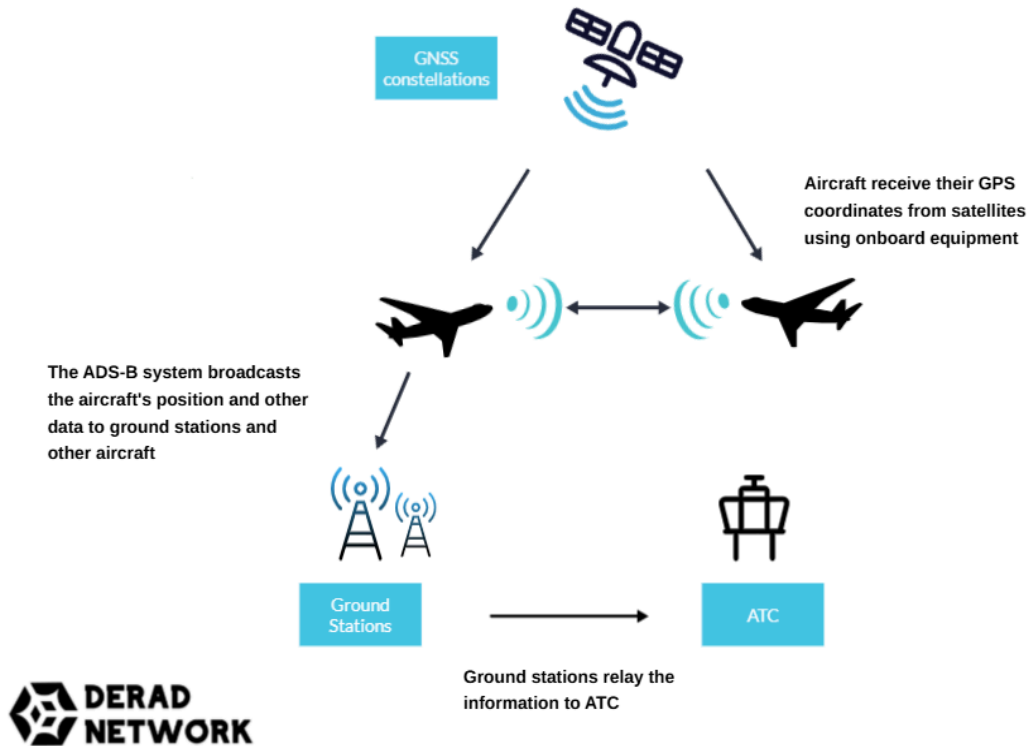 GNSS
constellations
Aircraft receive their GPS
coordinates from satellites
using onboard equipment
The ADS-B system broadcasts
the aircraft's position and other
data to ground stations and
other aircraft
Ground
Stations
ATC
Ground stations relay the
information to ATC
DERAD
NETWORK